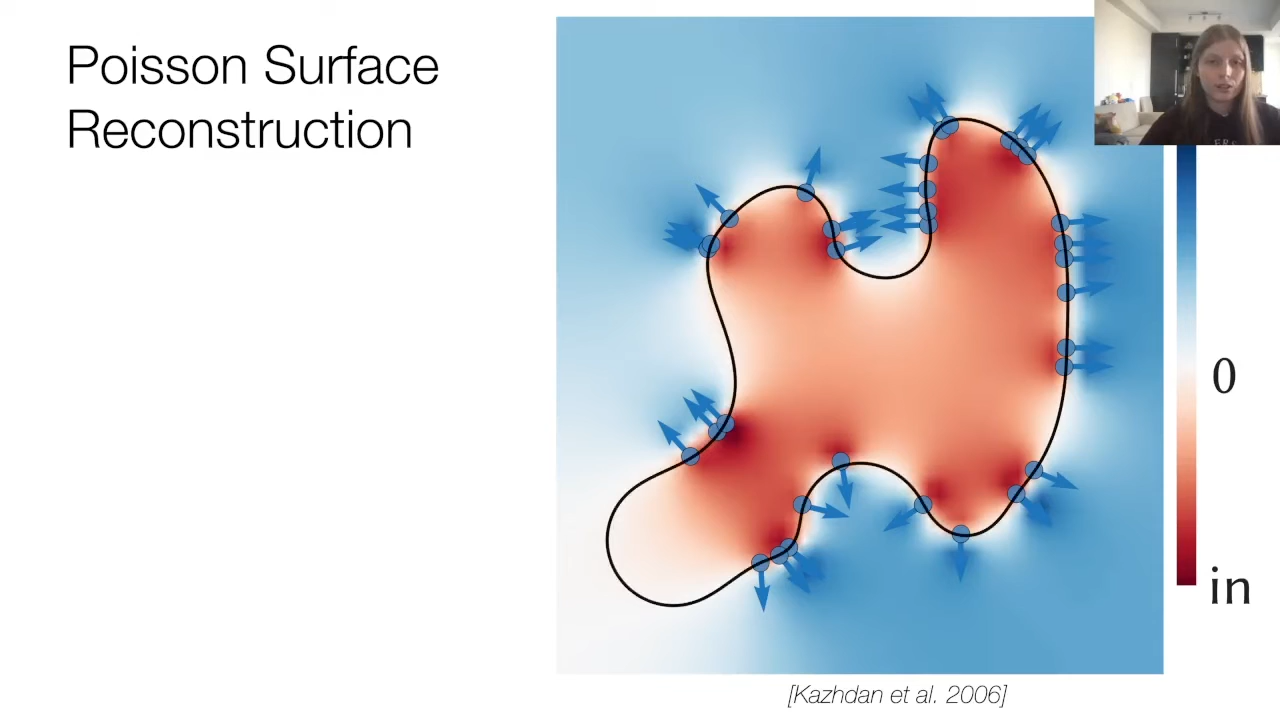 Poisson Surface
Reconstruction
0
in
[Kazhdan et al. 2006]